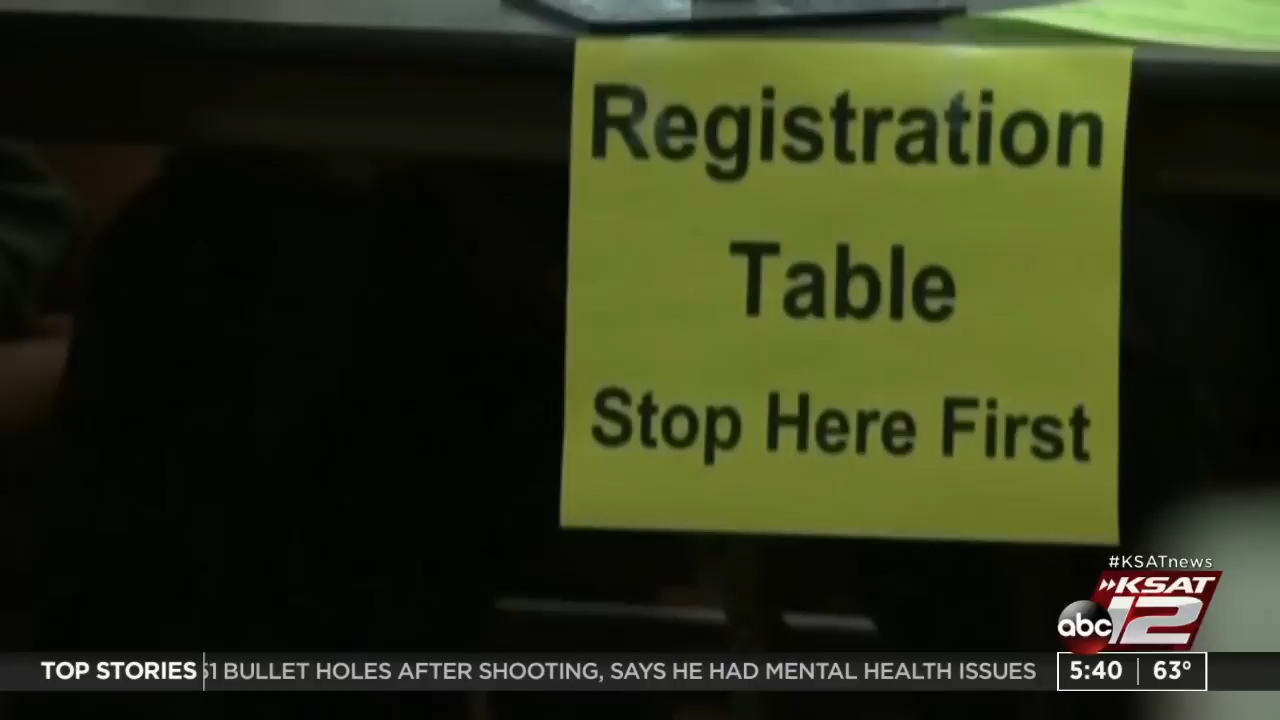 Registration
Table
Stop Here First
#KSATnews
KSAT
abc 12
TOP STORIES 1 BULLET HOLES AFTER SHOOTING, SAYS HE HAD MENTAL HEALTH ISSUES 5:40 63°